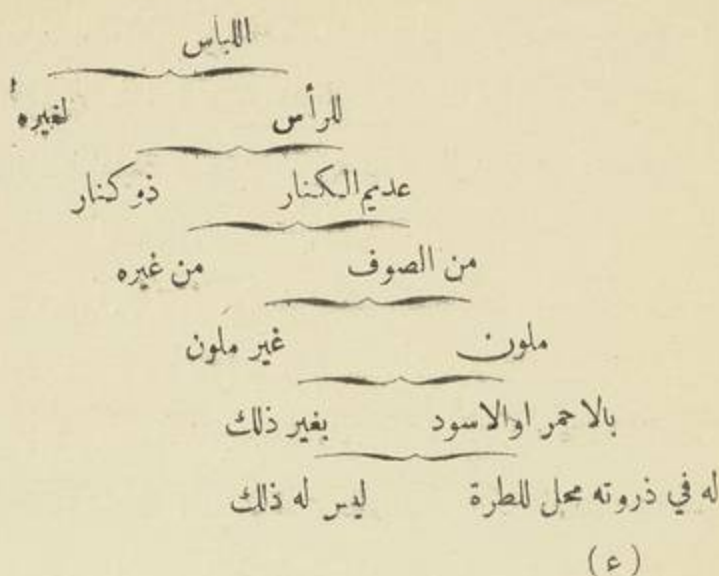 اللباس
للرأس لغيره
عديم الكنار ذو كنار
من الصوف من غيره
ملون غير ملون
بالاحمر او الاسود بغير ذلك
له في ذروته محل للطرة ليس له ذلك
(ء)